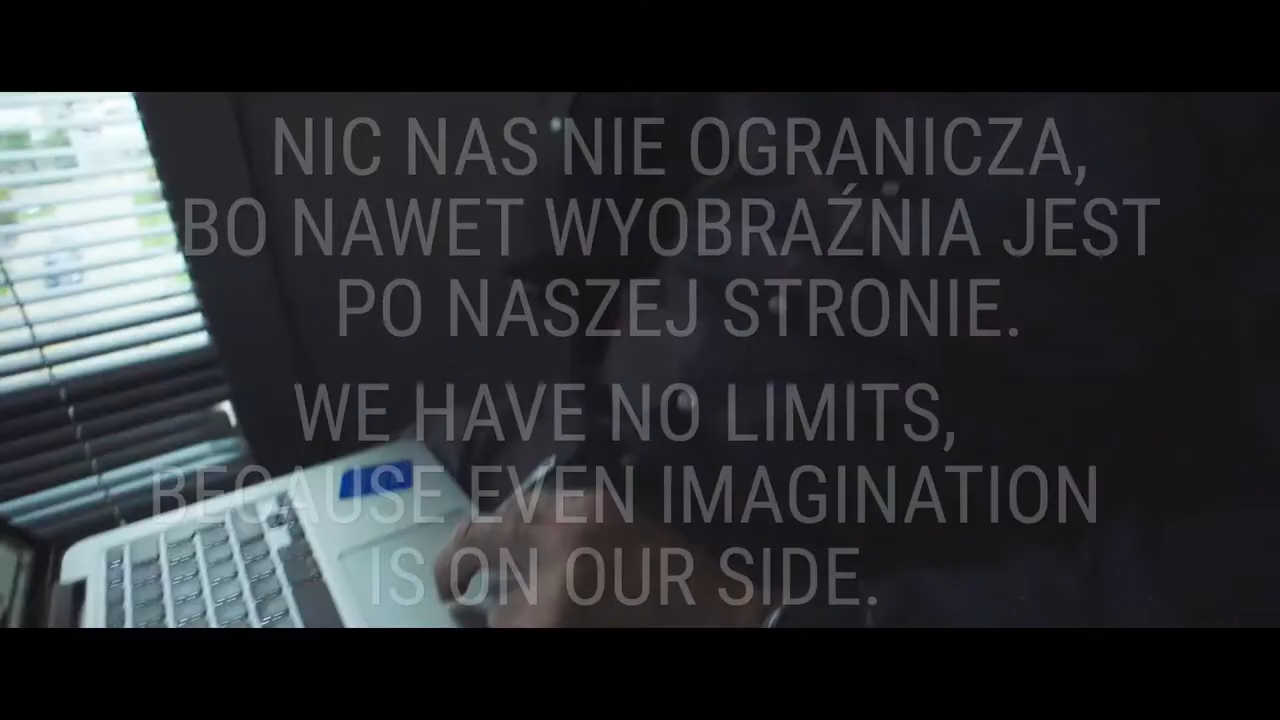 NIC NAS NIE OGRANICZA,
BO NAWET WYOBRAŹNIA JEST
PO NASZEJ STRONIE.
WE HAVE NO LIMITS,
BECAUSE EVEN IMAGINATION
IS ON OUR SIDE.